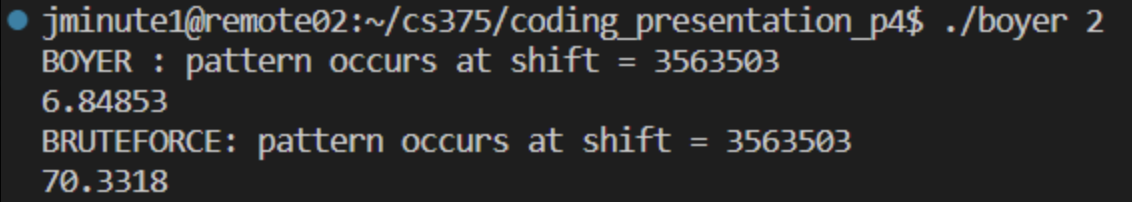 jminute1@remote02:~/cs375/coding_presentation_p4$ ./boyer 2
BOYER : pattern occurs at shift = 3563503
6.84853
BRUTEFORCE: pattern occurs at shift = 3563503
70.3318